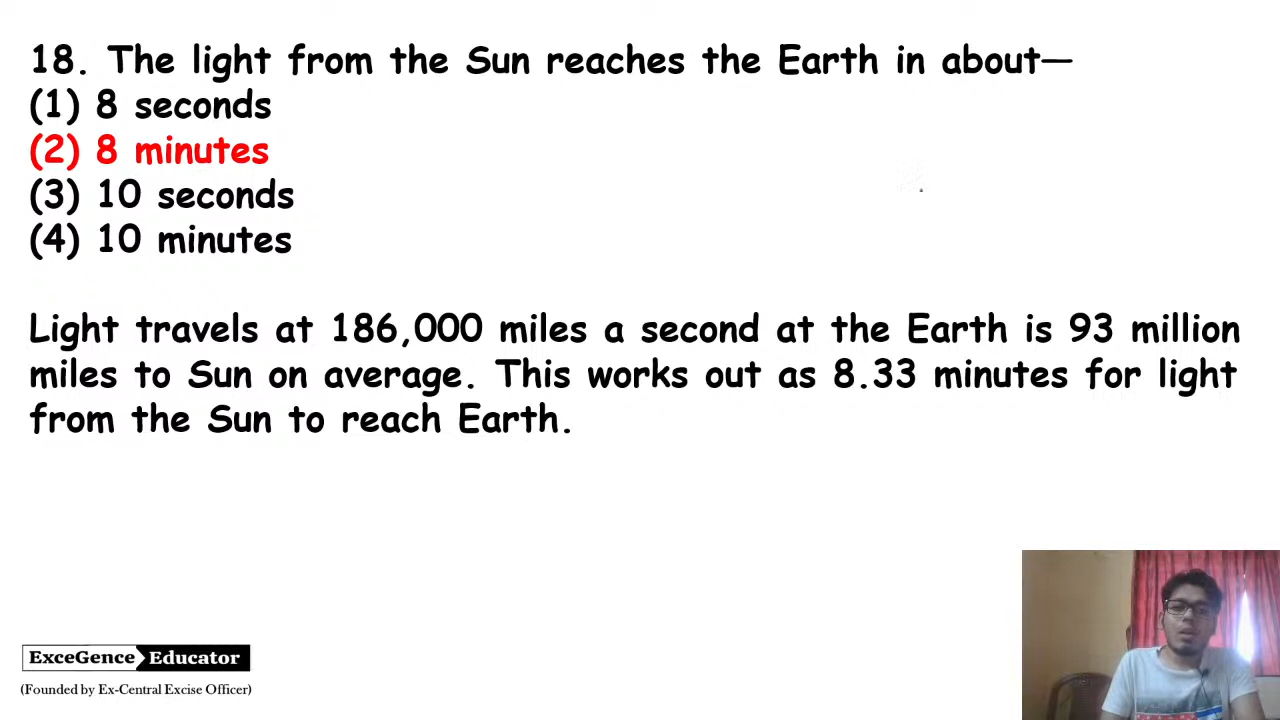 18. The light from the Sun reaches the Earth in about—
(1) 8 seconds
(2) 8 minutes
(3) 10 seconds
(4) 10 minutes
Light travels at 186,000 miles a second at the Earth is 93 million
miles to Sun on average. This works out as 8.33 minutes for light
from the Sun to reach Earth.
ExceGence Educator
(Founded by Ex-Central Excise Officer)